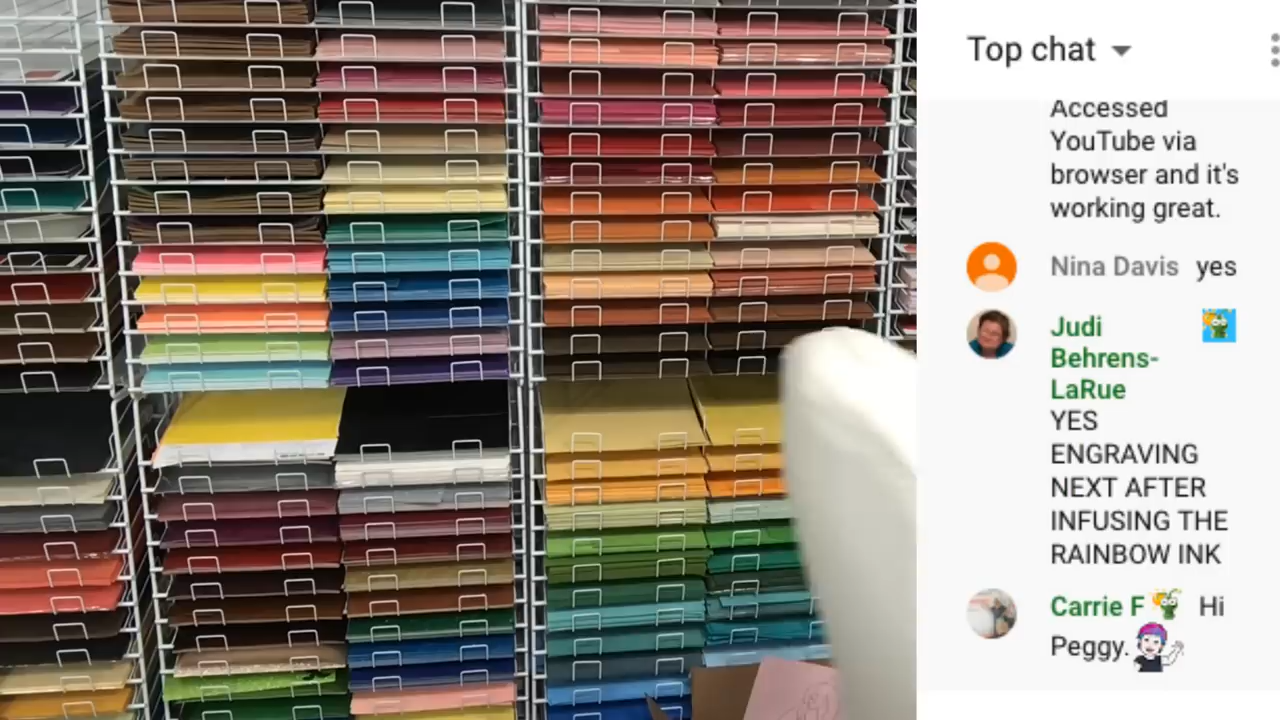 Top chat
Accessed
YouTube via
browser and it's
working great.
Nina Davis yes
Judi
Behrens-
LaRue
YES
ENGRAVING
NEXT AFTER
INFUSING THE
RAINBOW INK
Carrie F Hi
Peggy.